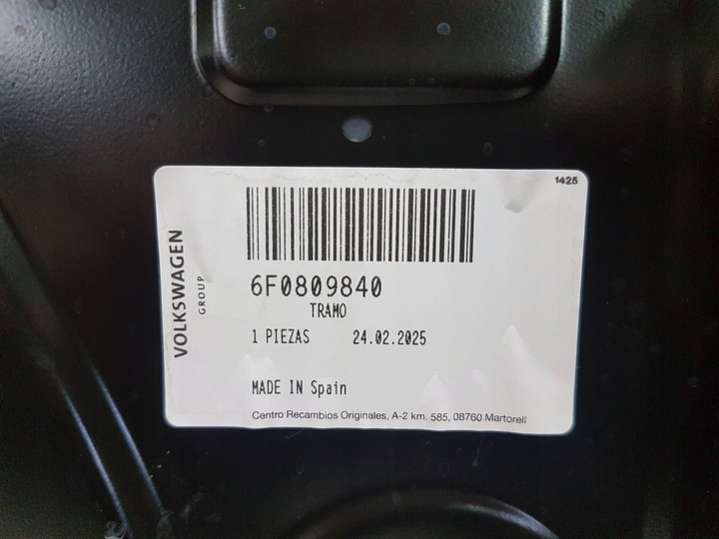 1425
VOLKSWAGEN
GROUP
6F0809840
TRAMO
1 PIEZAS 24.02.2025
MADE IN Spain
Centro Recambios Originales, A-2 km. 585, 08760 Martorell